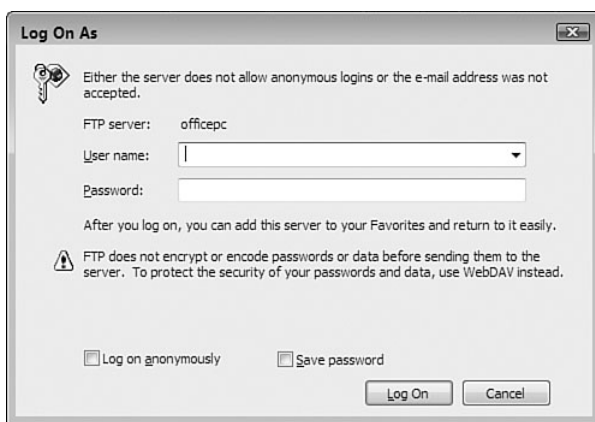 Log On As
Either the server does not allow anonymous logins or the e-mail address was not
accepted.
FTP server: officepc
User name:
Password:
After you log on, you can add this server to your Favorites and return to it easily.
FTP does not encrypt or encode passwords or data before sending them to the
server. To protect the security of your passwords and data, use WebDAV instead.
Log on anonymously Save password
Log On Cancel